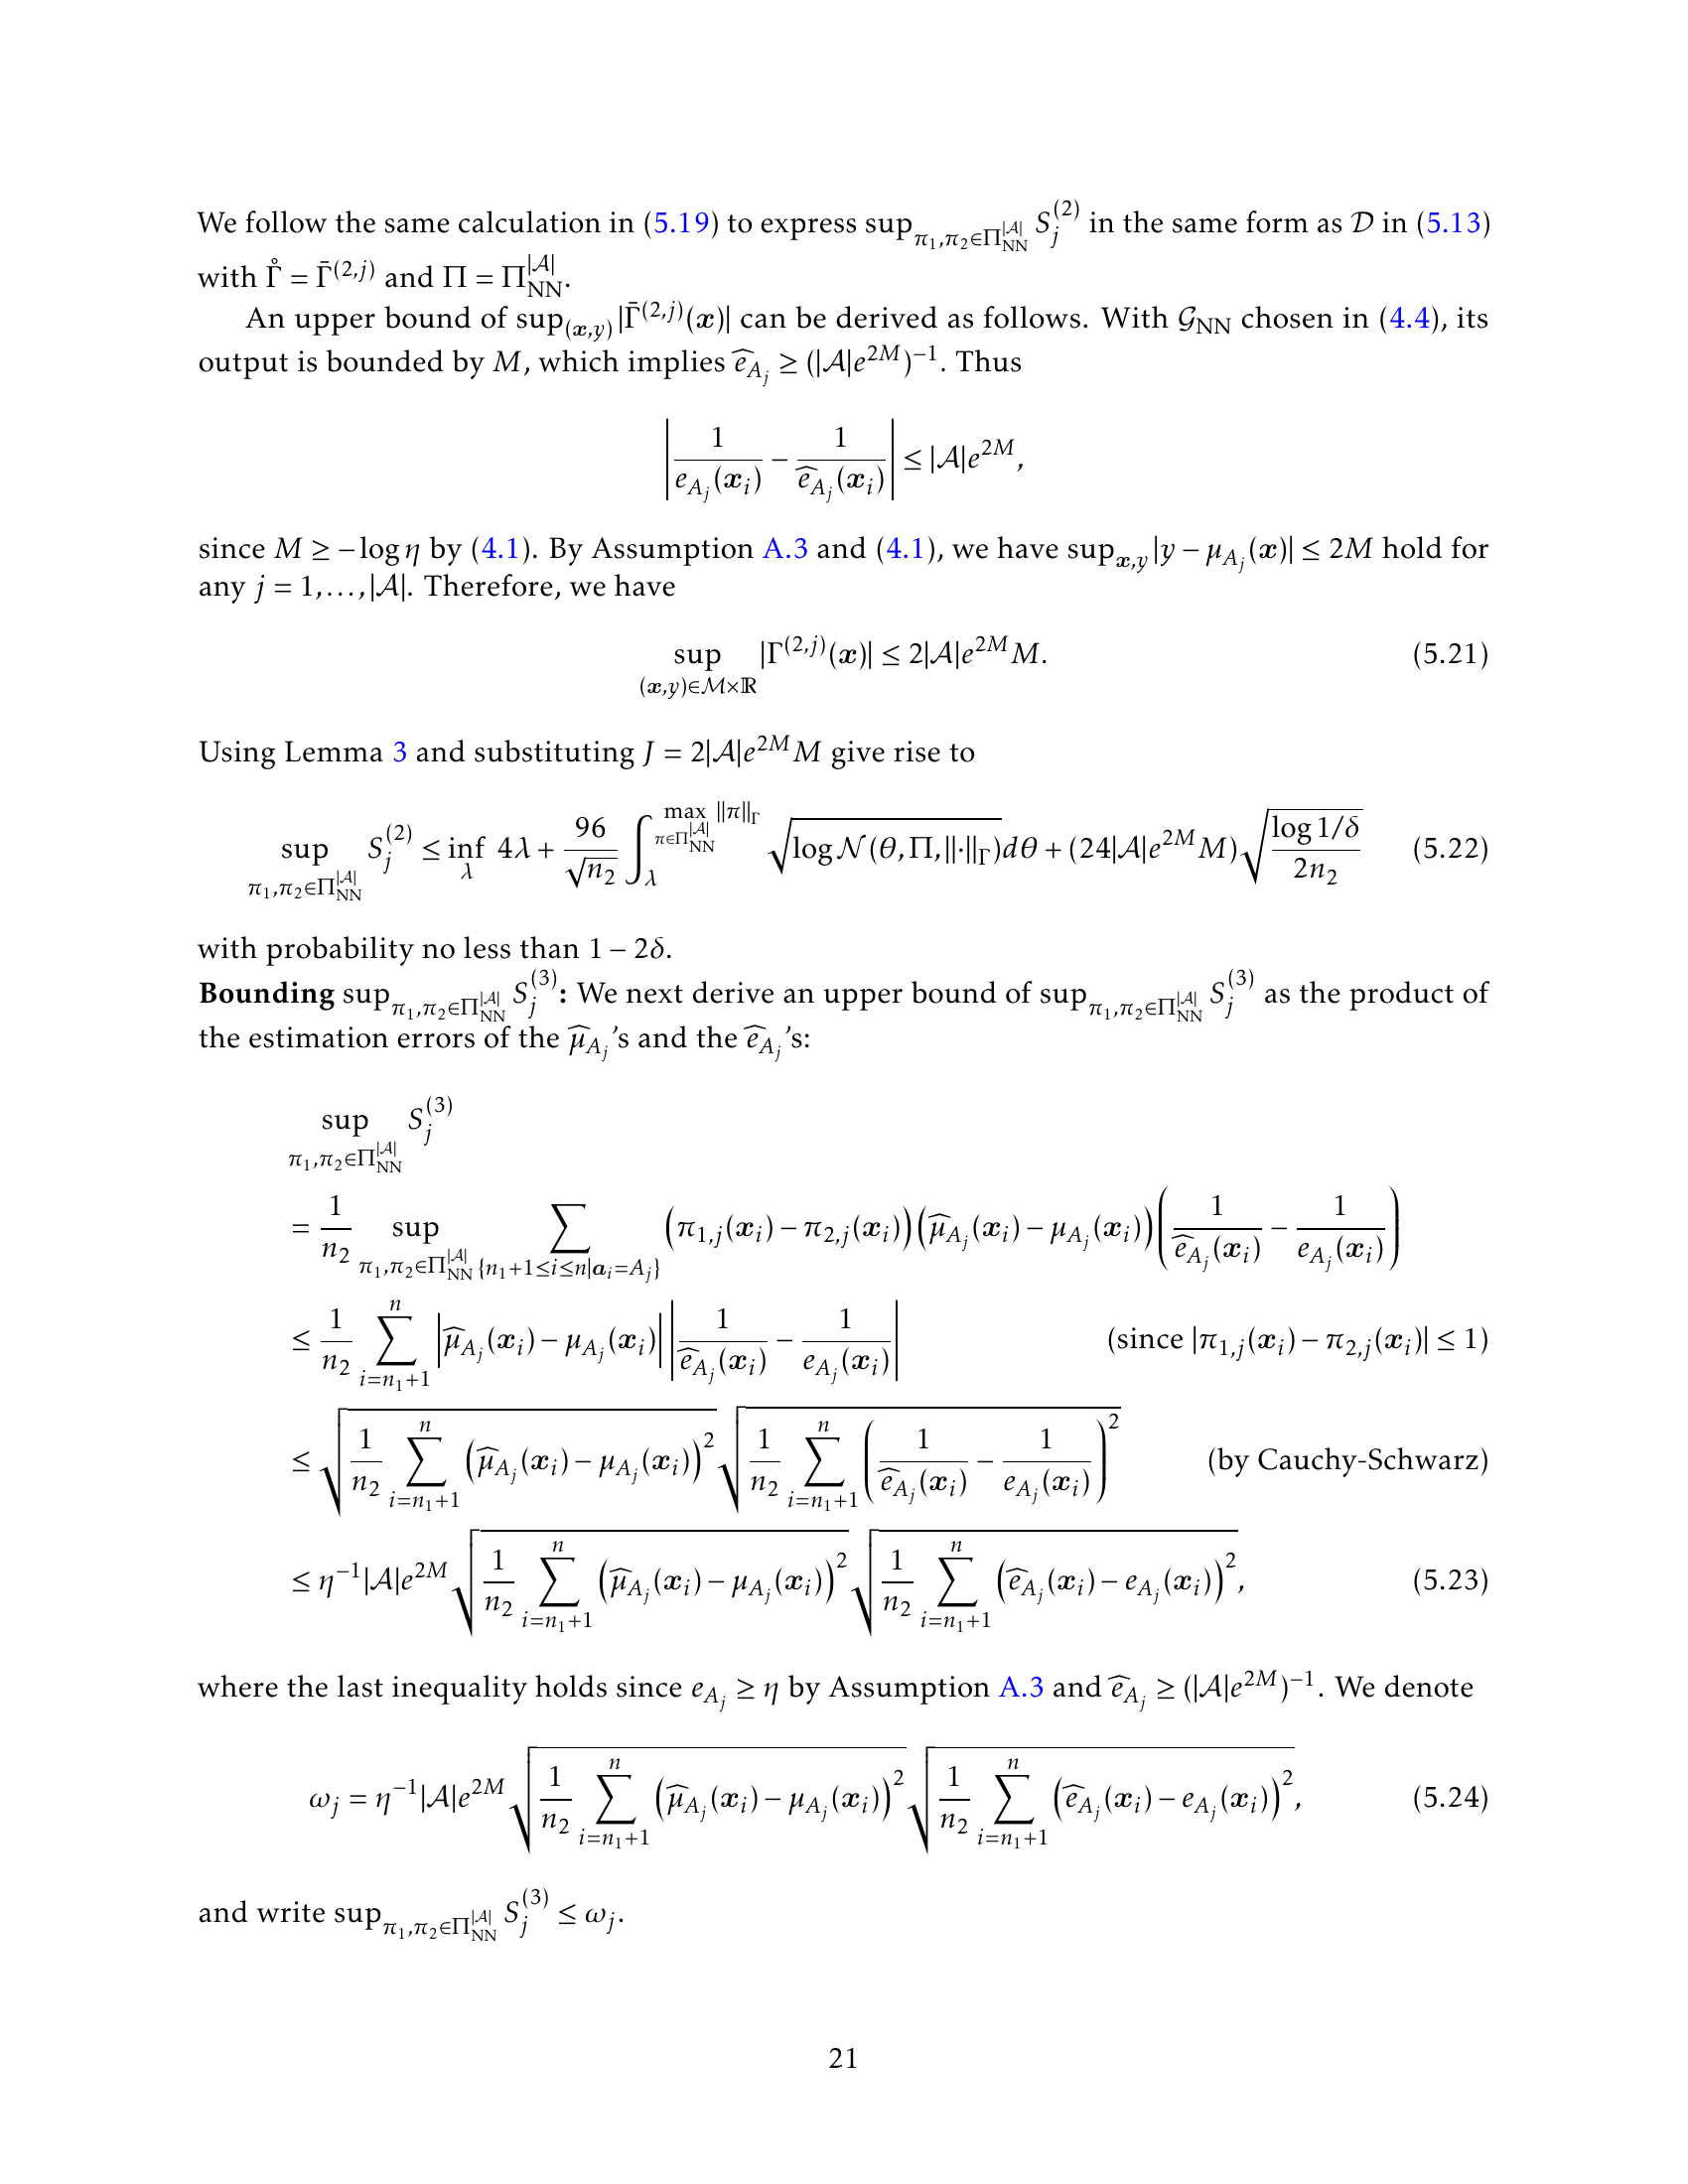 We follow the same calculation in (5.19) to express $\sup_{\pi_1,\pi_2\in\Pi_{\mathrm{NN}}^{|\mathcal{A}|}} S_j^{(2)}$ in the same form as $\mathcal{D}$ in (5.13)
with $\mathring{\Gamma} = \bar{\Gamma}^{(2,j)}$ and $\Pi = \Pi_{\mathrm{NN}}^{|\mathcal{A}|}$.
An upper bound of $\sup_{(\boldsymbol{x},y)} |\bar{\Gamma}^{(2,j)}(\boldsymbol{x})|$ can be derived as follows. With $\mathcal{G}_{\mathrm{NN}}$ chosen in (4.4), its
output is bounded by $M$, which implies $\widehat{e}_{A_j} \geq (|\mathcal{A}|e^{2M})^{-1}$. Thus
$\left| \frac{1}{e_{A_j}(\boldsymbol{x}_i)} - \frac{1}{\widehat{e}_{A_j}(\boldsymbol{x}_i)} \right| \leq |\mathcal{A}|e^{2M},$
since $M \geq -\log\eta$ by (4.1). By Assumption A.3 and (4.1), we have $\sup_{\boldsymbol{x},y} |y - \mu_{A_j}(\boldsymbol{x})| \leq 2M$ hold for
any $j = 1,\ldots,|\mathcal{A}|$. Therefore, we have
$\sup_{(\boldsymbol{x},y)\in\mathcal{M}\times\mathbb{R}} |\Gamma^{(2,j)}(\boldsymbol{x})| \leq 2|\mathcal{A}|e^{2M}M.$ (5.21)
Using Lemma 3 and substituting $J = 2|\mathcal{A}|e^{2M}M$ give rise to
$\sup_{\pi_1,\pi_2\in\Pi_{\mathrm{NN}}^{|\mathcal{A}|}} S_j^{(2)} \leq \inf_{\lambda} 4\lambda + \frac{96}{\sqrt{n_2}} \int_{\lambda}^{\max_{\pi\in\Pi_{\mathrm{NN}}^{|\mathcal{A}|}} \|\pi\|_{\Gamma}} \sqrt{\log\mathcal{N}(\theta,\Pi,\|\cdot\|_{\Gamma})} d\theta + (24|\mathcal{A}|e^{2M}M)\sqrt{\frac{\log 1/\delta}{2n_2}}$ (5.22)
with probability no less than $1 - 2\delta$.
**Bounding** $\sup_{\pi_1,\pi_2\in\Pi_{\mathrm{NN}}^{|\mathcal{A}|}} S_j^{(3)}$**:** We next derive an upper bound of $\sup_{\pi_1,\pi_2\in\Pi_{\mathrm{NN}}^{|\mathcal{A}|}} S_j^{(3)}$ as the product of
the estimation errors of the $\widehat{\mu}_{A_j}$'s and the $\widehat{e}_{A_j}$'s:
$\sup_{\pi_1,\pi_2\in\Pi_{\mathrm{NN}}^{|\mathcal{A}|}} S_j^{(3)}$
$= \frac{1}{n_2} \sup_{\pi_1,\pi_2\in\Pi_{\mathrm{NN}}^{|\mathcal{A}|}} \sum_{\{n_1+1\leq i\leq n|\boldsymbol{a}_i=A_j\}} \left(\pi_{1,j}(\boldsymbol{x}_i) - \pi_{2,j}(\boldsymbol{x}_i)\right)\left(\widehat{\mu}_{A_j}(\boldsymbol{x}_i) - \mu_{A_j}(\boldsymbol{x}_i)\right)\left(\frac{1}{\widehat{e}_{A_j}(\boldsymbol{x}_i)} - \frac{1}{e_{A_j}(\boldsymbol{x}_i)}\right)$
$\leq \frac{1}{n_2} \sum_{i=n_1+1}^{n} \left|\widehat{\mu}_{A_j}(\boldsymbol{x}_i) - \mu_{A_j}(\boldsymbol{x}_i)\right| \left|\frac{1}{\widehat{e}_{A_j}(\boldsymbol{x}_i)} - \frac{1}{e_{A_j}(\boldsymbol{x}_i)}\right|$ (since $|\pi_{1,j}(\boldsymbol{x}_i) - \pi_{2,j}(\boldsymbol{x}_i)| \leq 1$)
$\leq \sqrt{\frac{1}{n_2} \sum_{i=n_1+1}^{n} \left(\widehat{\mu}_{A_j}(\boldsymbol{x}_i) - \mu_{A_j}(\boldsymbol{x}_i)\right)^2} \sqrt{\frac{1}{n_2} \sum_{i=n_1+1}^{n} \left(\frac{1}{\widehat{e}_{A_j}(\boldsymbol{x}_i)} - \frac{1}{e_{A_j}(\boldsymbol{x}_i)}\right)^2}$ (by Cauchy-Schwarz)
$\leq \eta^{-1}|\mathcal{A}|e^{2M} \sqrt{\frac{1}{n_2} \sum_{i=n_1+1}^{n} \left(\widehat{\mu}_{A_j}(\boldsymbol{x}_i) - \mu_{A_j}(\boldsymbol{x}_i)\right)^2} \sqrt{\frac{1}{n_2} \sum_{i=n_1+1}^{n} \left(\widehat{e}_{A_j}(\boldsymbol{x}_i) - e_{A_j}(\boldsymbol{x}_i)\right)^2},$ (5.23)
where the last inequality holds since $e_{A_j} \geq \eta$ by Assumption A.3 and $\widehat{e}_{A_j} \geq (|\mathcal{A}|e^{2M})^{-1}$. We denote
$\omega_j = \eta^{-1}|\mathcal{A}|e^{2M} \sqrt{\frac{1}{n_2} \sum_{i=n_1+1}^{n} \left(\widehat{\mu}_{A_j}(\boldsymbol{x}_i) - \mu_{A_j}(\boldsymbol{x}_i)\right)^2} \sqrt{\frac{1}{n_2} \sum_{i=n_1+1}^{n} \left(\widehat{e}_{A_j}(\boldsymbol{x}_i) - e_{A_j}(\boldsymbol{x}_i)\right)^2},$ (5.24)
and write $\sup_{\pi_1,\pi_2\in\Pi_{\mathrm{NN}}^{|\mathcal{A}|}} S_j^{(3)} \leq \omega_j$.
21